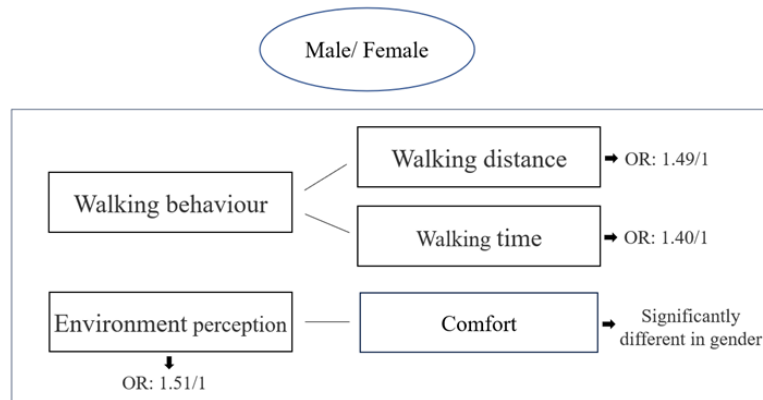 Male/ Female
Walking behaviour
Walking distance
OR: 1.49/1
Walking time
OR: 1.40/1
Environment perception
OR: 1.51/1
Comfort
Significantly
different in gender